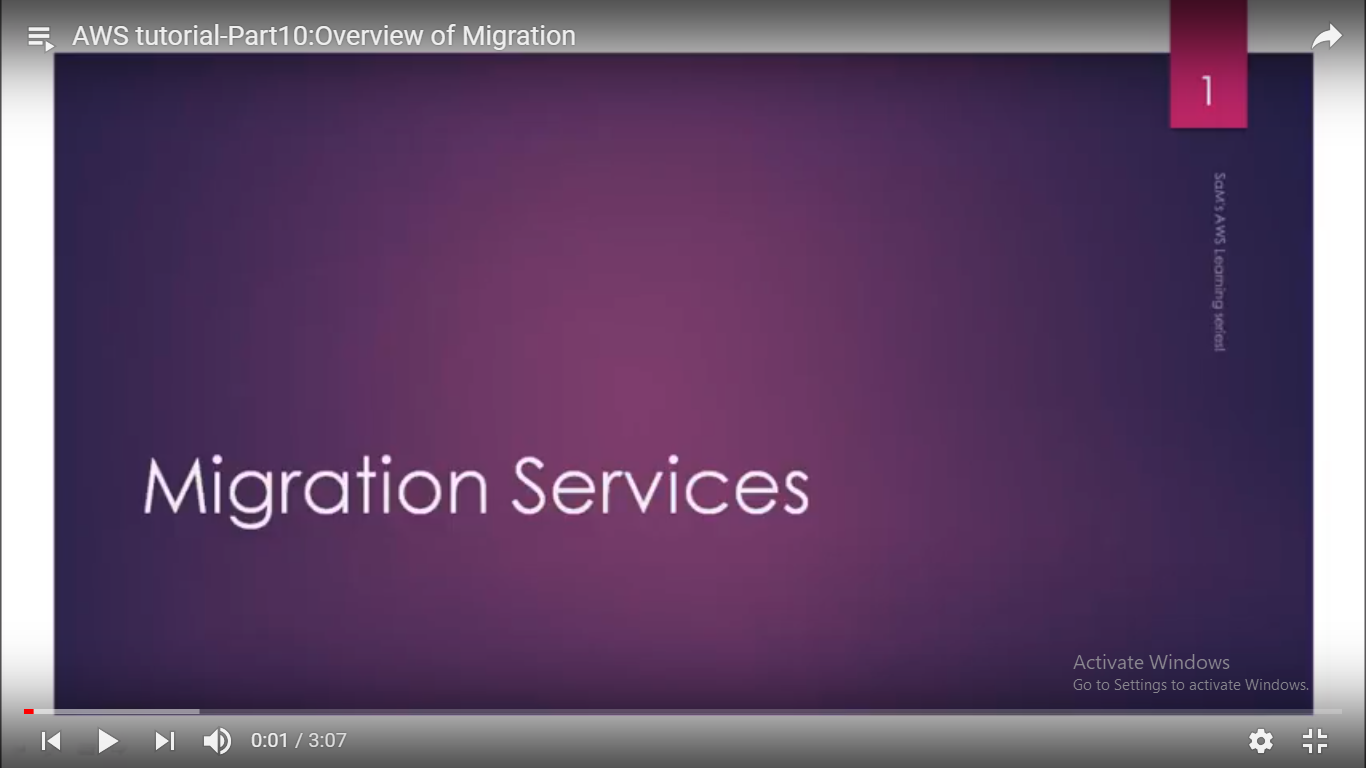 AWS tutorial-Part10:Overview of Migration
1
SaM's AWS Learning series!
Migration Services
Activate Windows
Go to Settings to activate Windows.
0:01 / 3:07